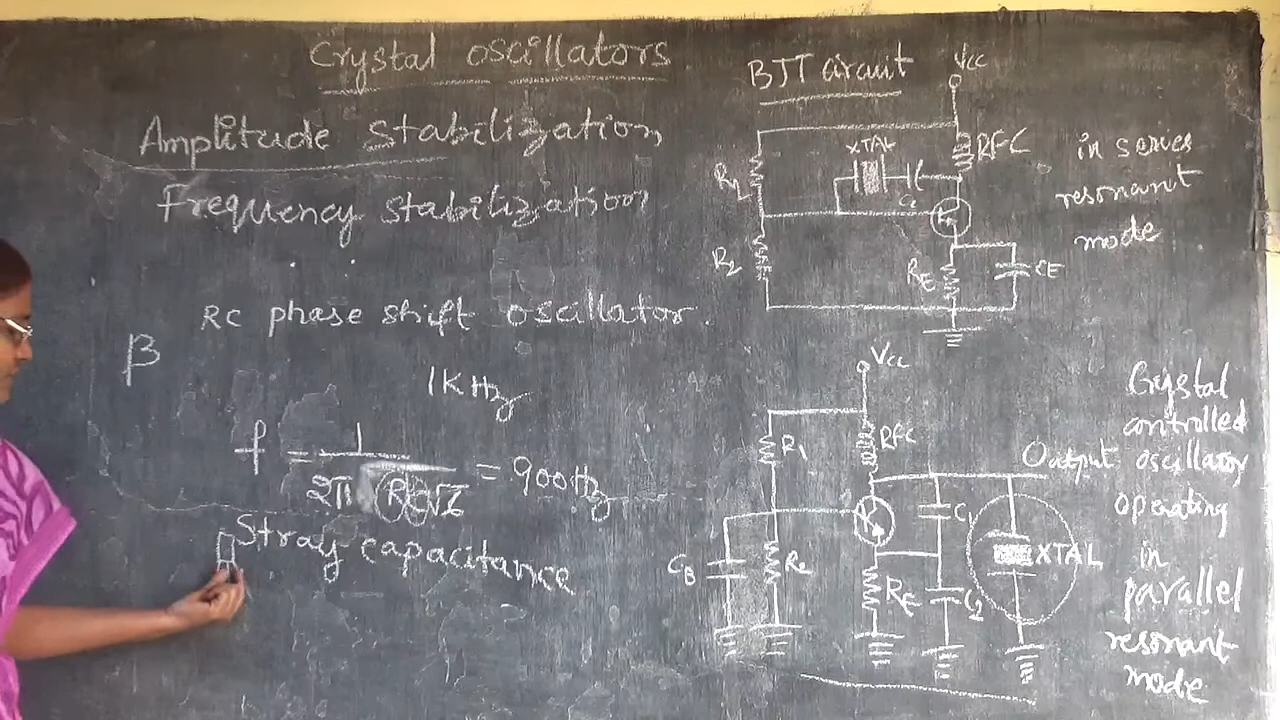 Crystal oscillators
Amplitude stabilization,
Frequency stabilization
RC phase shift oscillator.
β
1KHz
f = 1 / 2π RC√6 = 900Hz
Stray capacitance
BJT circuit
VCC
RFC
XTAL
R1
Cc
R2
RE
CE
in series
resonant
mode
VCC
R1
RFC
Output
C1
CB
R2
RE
C2
XTAL
Crystal
controlled
oscillator
operating
in
parallel
resonant
mode